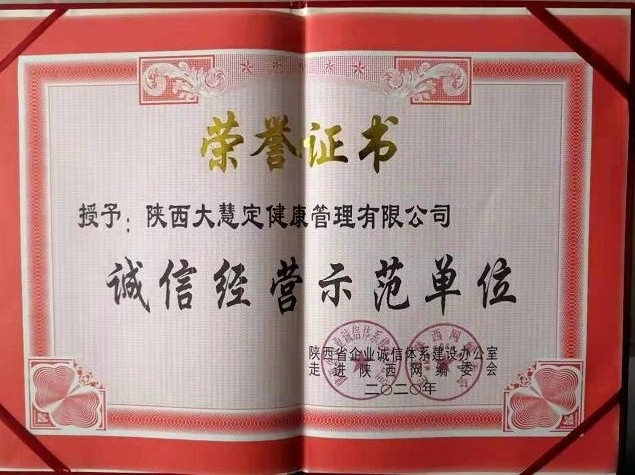 荣誉证书
授予：陕西大慧定健康管理有限公司
诚信经营示范单位
陕西省企业诚信体系建设办公室
走进陕西网编委会
二〇二〇年